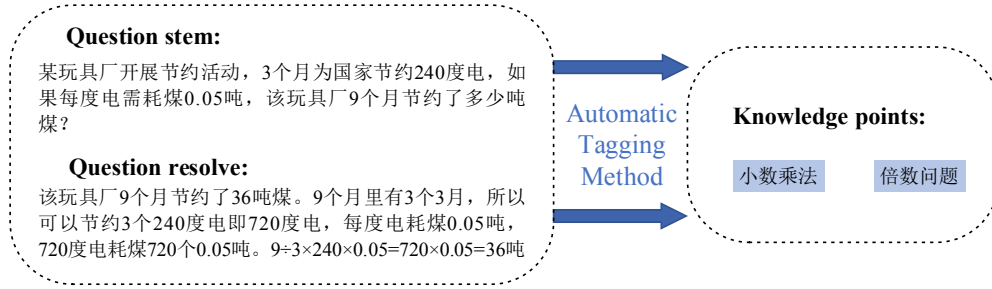 Question stem:
某玩具厂开展节约活动，3个月为国家节约240度电，如
果每度电需耗煤0.05吨，该玩具厂9个月节约了多少吨
煤？
Question resolve:
该玩具厂9个月节约了36吨煤。9个月里有3个3月，所以
可以节约3个240度电即720度电，每度电耗煤0.05吨，
720度电耗煤720个0.05吨。9÷3×240×0.05=720×0.05=36吨
Automatic
Tagging
Method
Knowledge points:
小数乘法 倍数问题